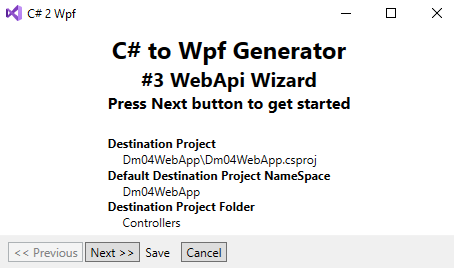 C# 2 Wpf
C# to Wpf Generator
#3 WebApi Wizard
Press Next button to get started
Destination Project
Dm04WebApp\Dm04WebApp.csproj
Default Destination Project NameSpace
Dm04WebApp
Destination Project Folder
Controllers
<< Previous Next >> Save Cancel